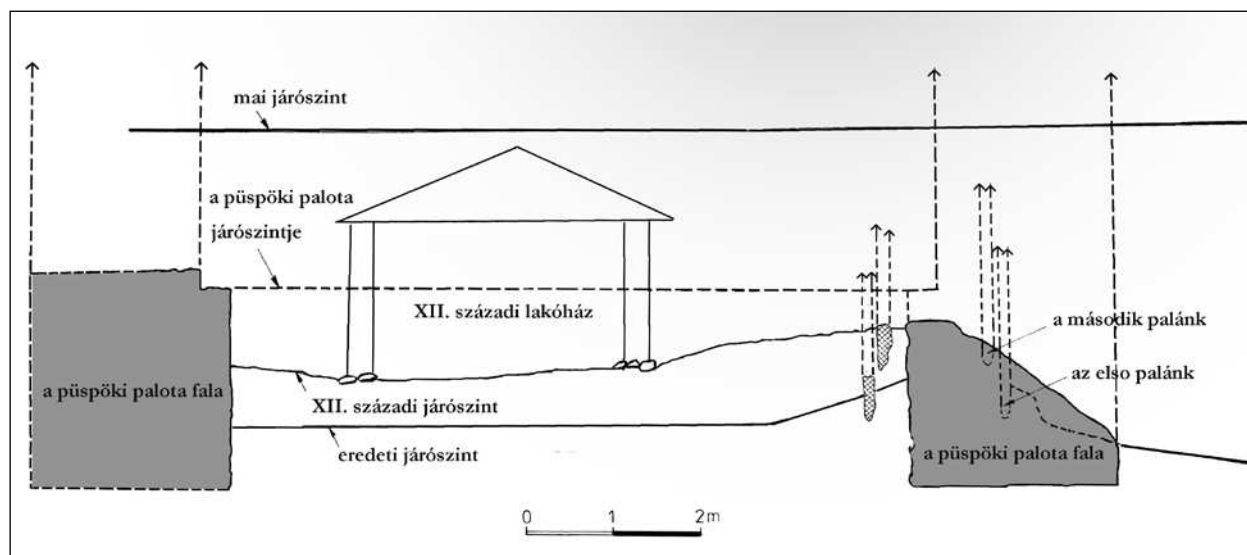 mai járószint
a püspöki palota
járószintje
XII. századi lakóház
a második palánk
az elso palánk
a püspöki palota fala
XII. századi járószint
eredeti járószint
a püspöki palota fala
0 1 2m